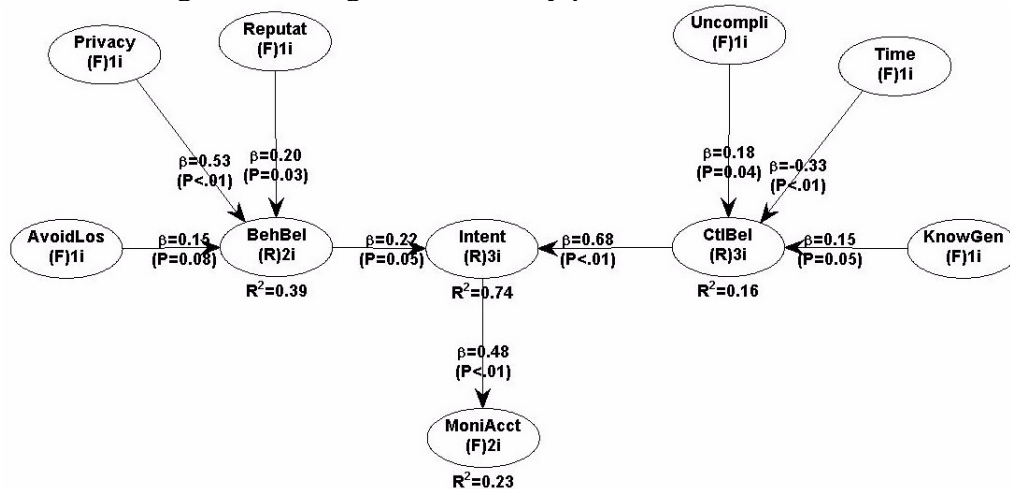 Privacy
(F)1i
Reputat
(F)1i
Uncompli
(F)1i
Time
(F)1i
β=0.53
(P<.01)
β=0.20
(P=0.03)
β=0.18
(P=0.04)
β=-0.33
(P<.01)
AvoidLos
(F)1i
β=0.15
(P=0.08)
BehBel
(R)2i
R²=0.39
β=0.22
(P=0.05)
Intent
(R)3i
R²=0.74
β=0.68
(P<.01)
CtlBel
(R)3i
R²=0.16
β=0.15
(P=0.05)
KnowGen
(F)1i
β=0.48
(P<.01)
MoniAcct
(F)2i
R²=0.23